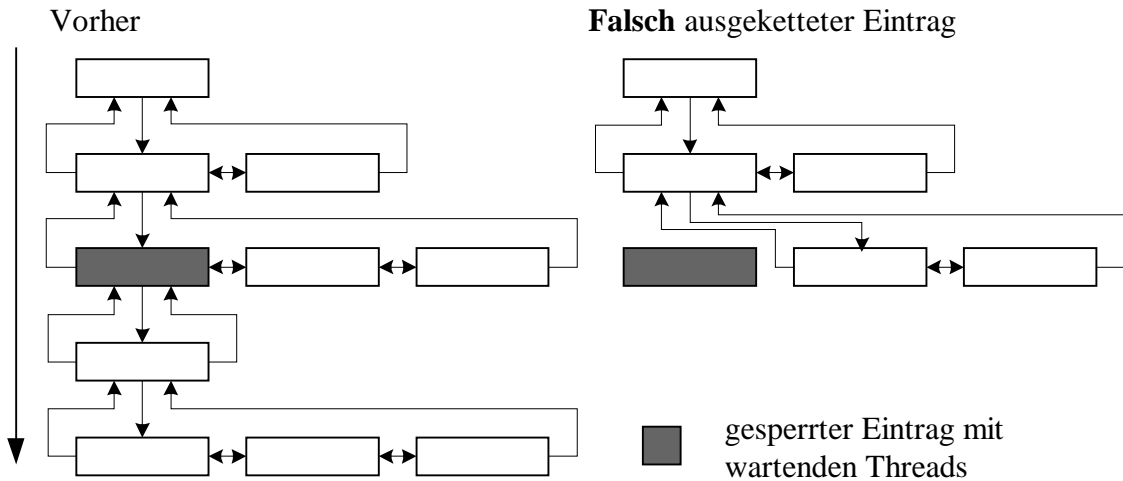 Vorher
Falsch ausgeketteter Eintrag
gesperrter Eintrag mit
wartenden Threads